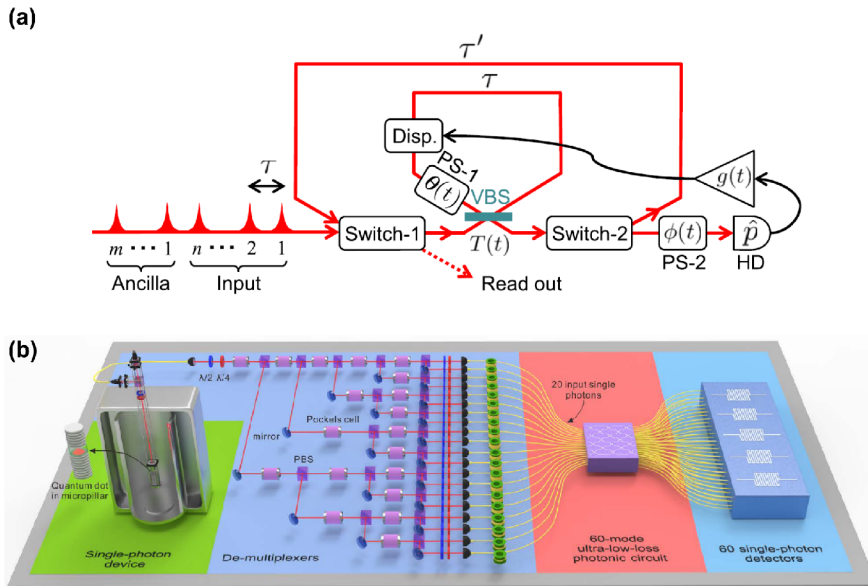 (a)
τ′
τ
Disp.
PS-1
θ(t)
VBS
g(t)
τ
Switch-1
T(t)
Switch-2
ϕ(t)
p̂
PS-2
HD
m ··· 1 n ··· 2 1
Ancilla
Input
Read out
(b)
λ/2 λ/4
20 input single
photons
Pockels cell
mirror
PBS
Quantum dot
in micropillar
Single-photon
device
De-multiplexers
60-mode
ultra-low-loss
photonic circuit
60 single-photon
detectors